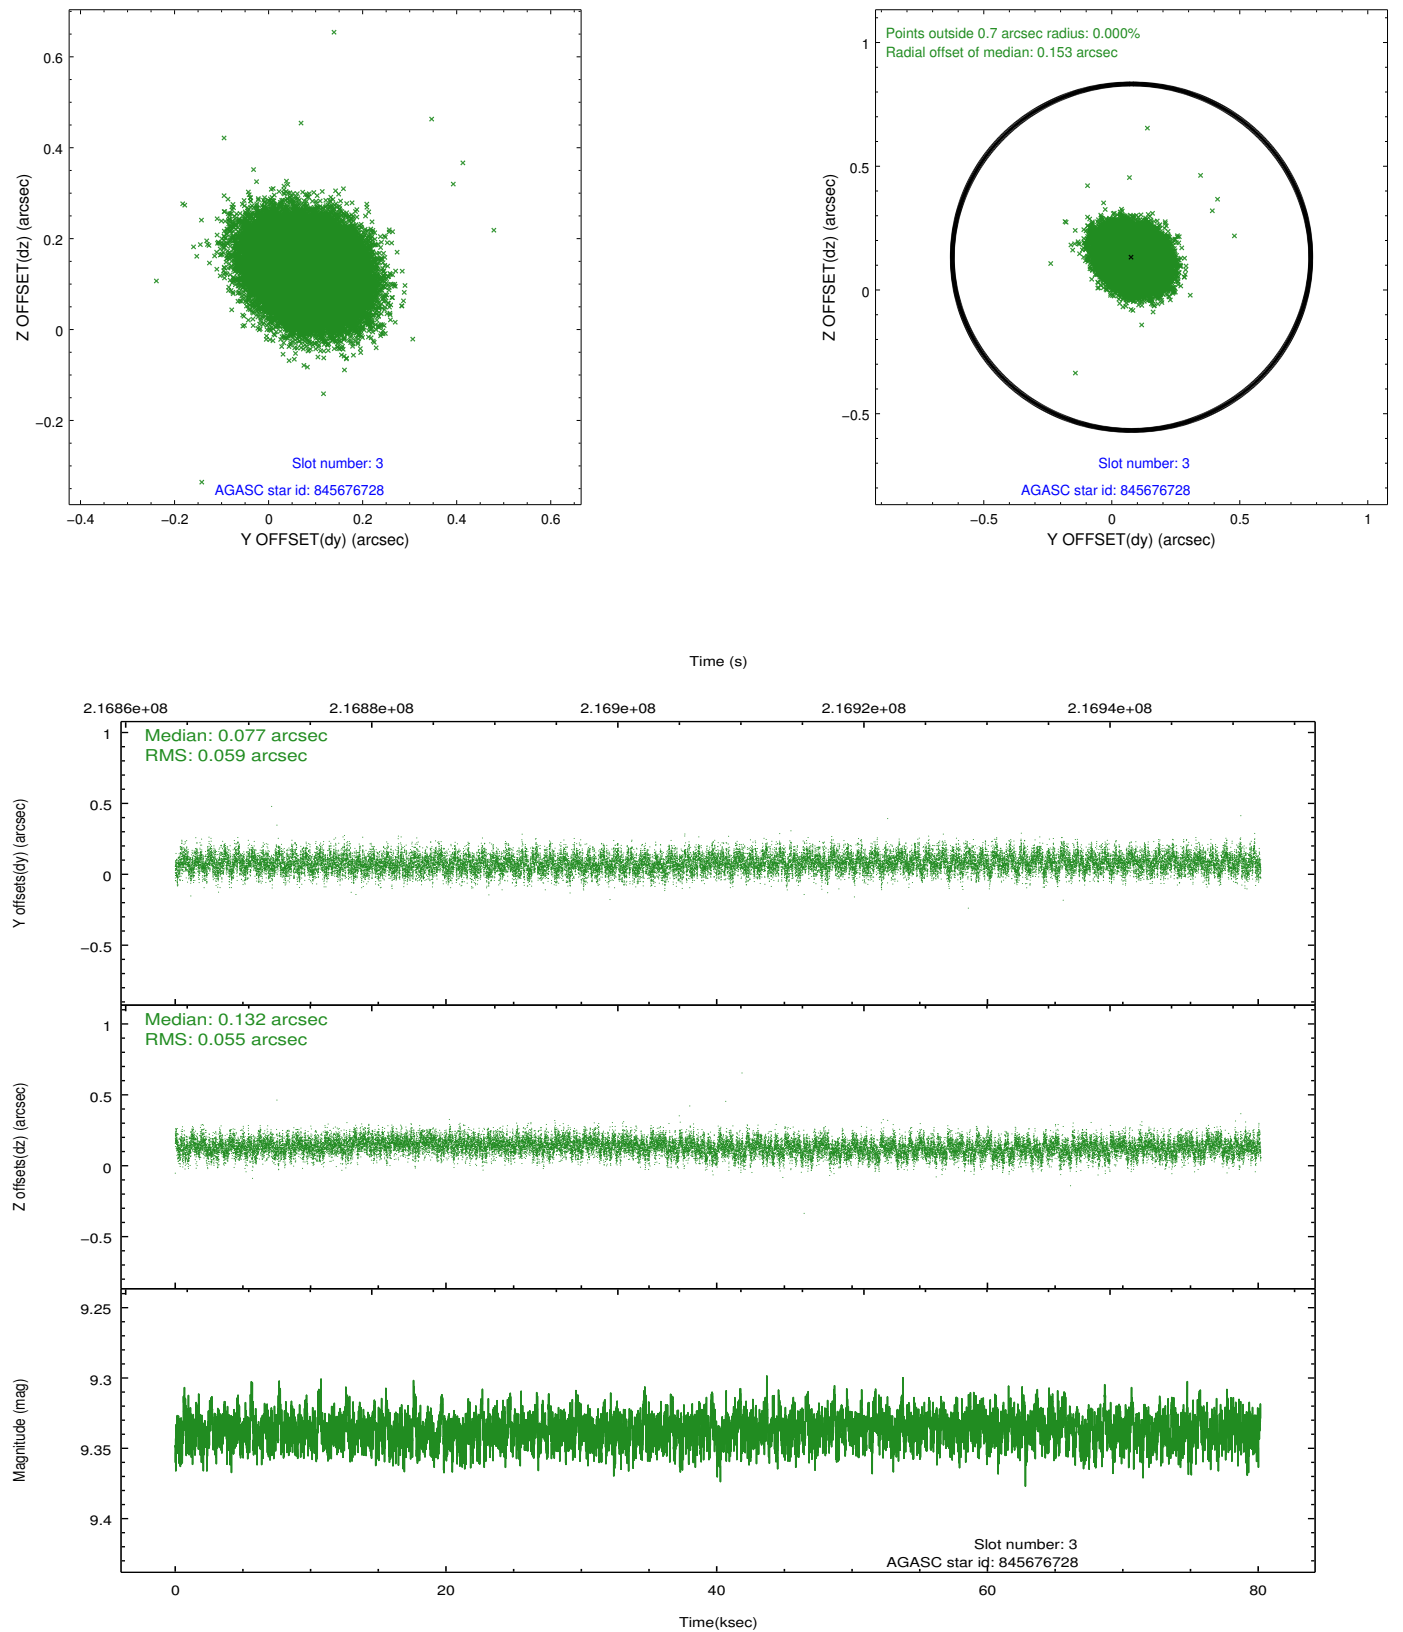 0.6
0.4
0.2
0
−0.2
Z OFFSET(dz) (arcsec)
Slot number: 3
AGASC star id: 845676728
−0.4
−0.2
0
0.2
0.4
0.6
Y OFFSET(dy) (arcsec)
Points outside 0.7 arcsec radius: 0.000%
Radial offset of median: 0.153 arcsec
1
0.5
0
−0.5
Z OFFSET(dz) (arcsec)
Slot number: 3
AGASC star id: 845676728
−0.5
0
0.5
1
Y OFFSET(dy) (arcsec)
Time (s)
2.1686e+08
2.1688e+08
2.169e+08
2.1692e+08
2.1694e+08
Median: 0.077 arcsec
RMS: 0.059 arcsec
1
0.5
0
−0.5
Y offsets(dy) (arcsec)
Median: 0.132 arcsec
RMS: 0.055 arcsec
1
0.5
0
−0.5
Z offsets(dz) (arcsec)
9.25
9.3
9.35
9.4
Magnitude (mag)
Slot number: 3
AGASC star id: 845676728
0
20
40
60
80
Time(ksec)